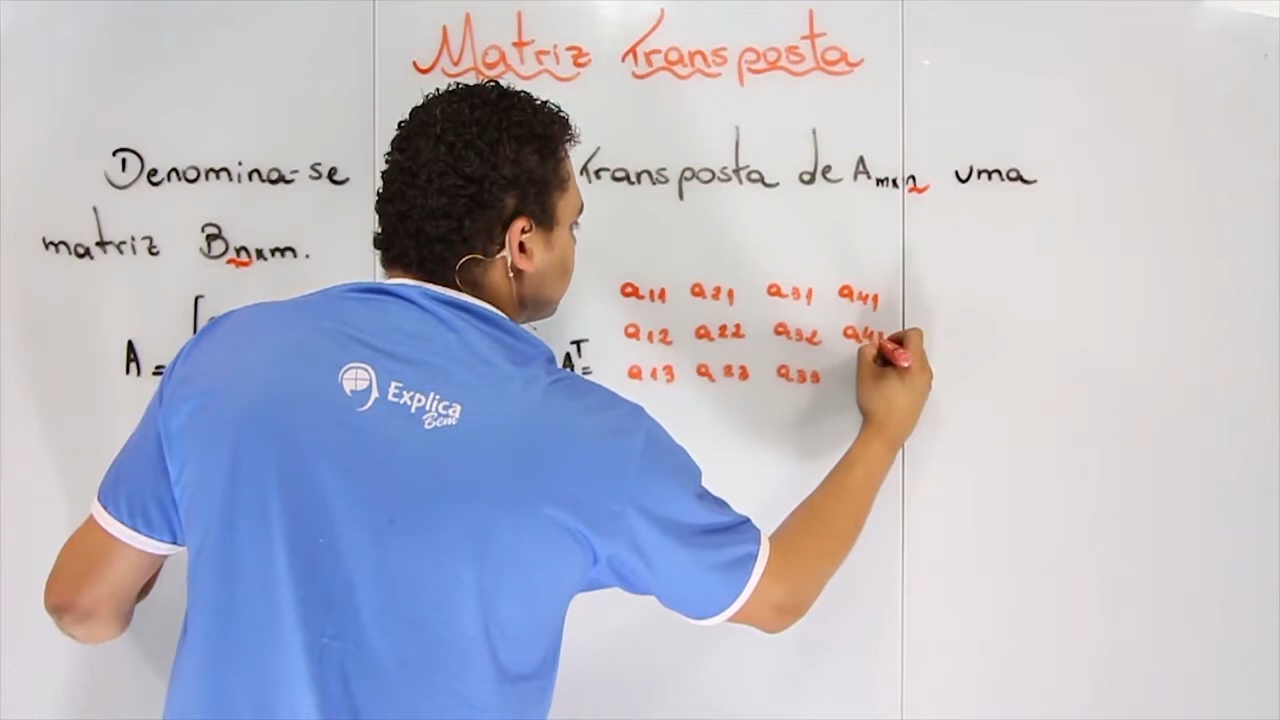 Matriz Transposta
Denomina-se Transposta de Amxn uma
matriz Bnxm.
a11 a21 a31 a41
a12 a22 a32
A = Aᵀ=
a13 a23 a33
Explica
Bem